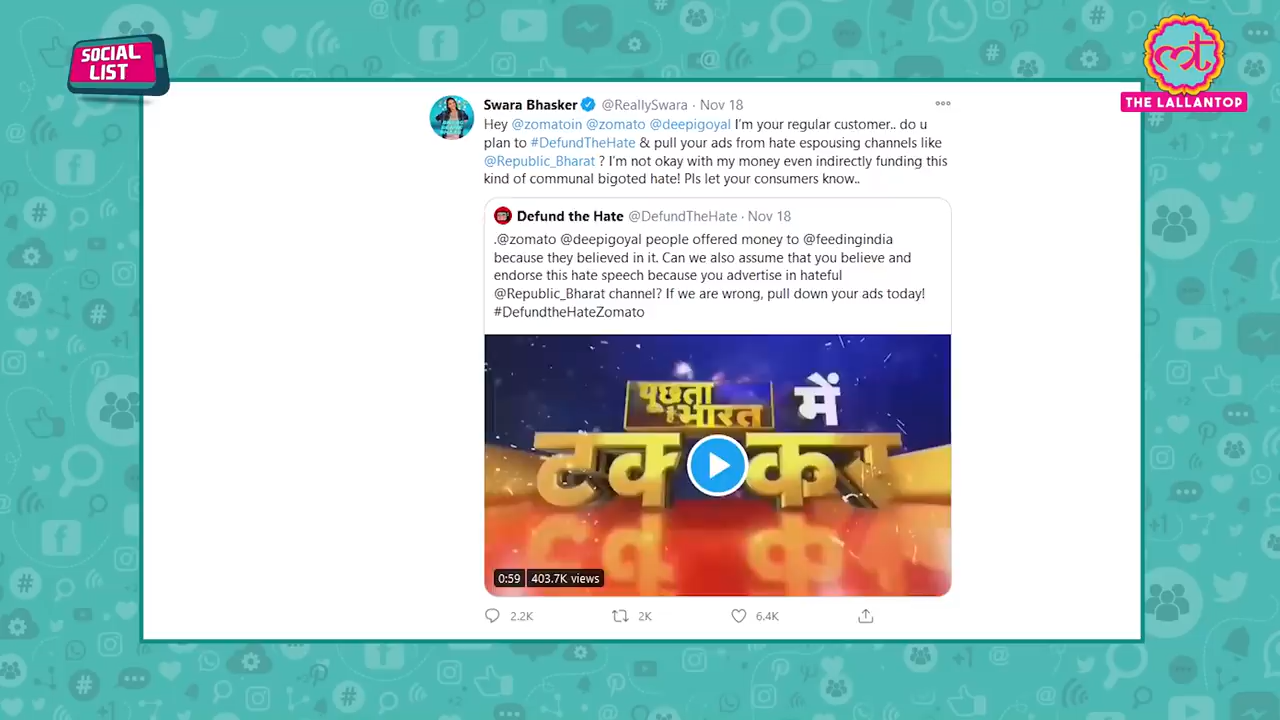 SOCIAL
LIST
THE LALLANTOP
Swara Bhasker @ReallySwara · Nov 18
Hey @zomatoin @zomato @deepigoyal I'm your regular customer.. do u
plan to #DefundTheHate & pull your ads from hate espousing channels like
@Republic_Bharat ? I'm not okay with my money even indirectly funding this
kind of communal bigoted hate! Pls let your consumers know..
Defund the Hate @DefundTheHate · Nov 18
.@zomato @deepigoyal people offered money to @feedingindia
because they believed in it. Can we also assume that you believe and
endorse this hate speech because you advertise in hateful
@Republic_Bharat channel? If we are wrong, pull down your ads today!
#DefundtheHateZomato
पूछता
है भारत में
0:59 403.7K views
2.2K 2K 6.4K